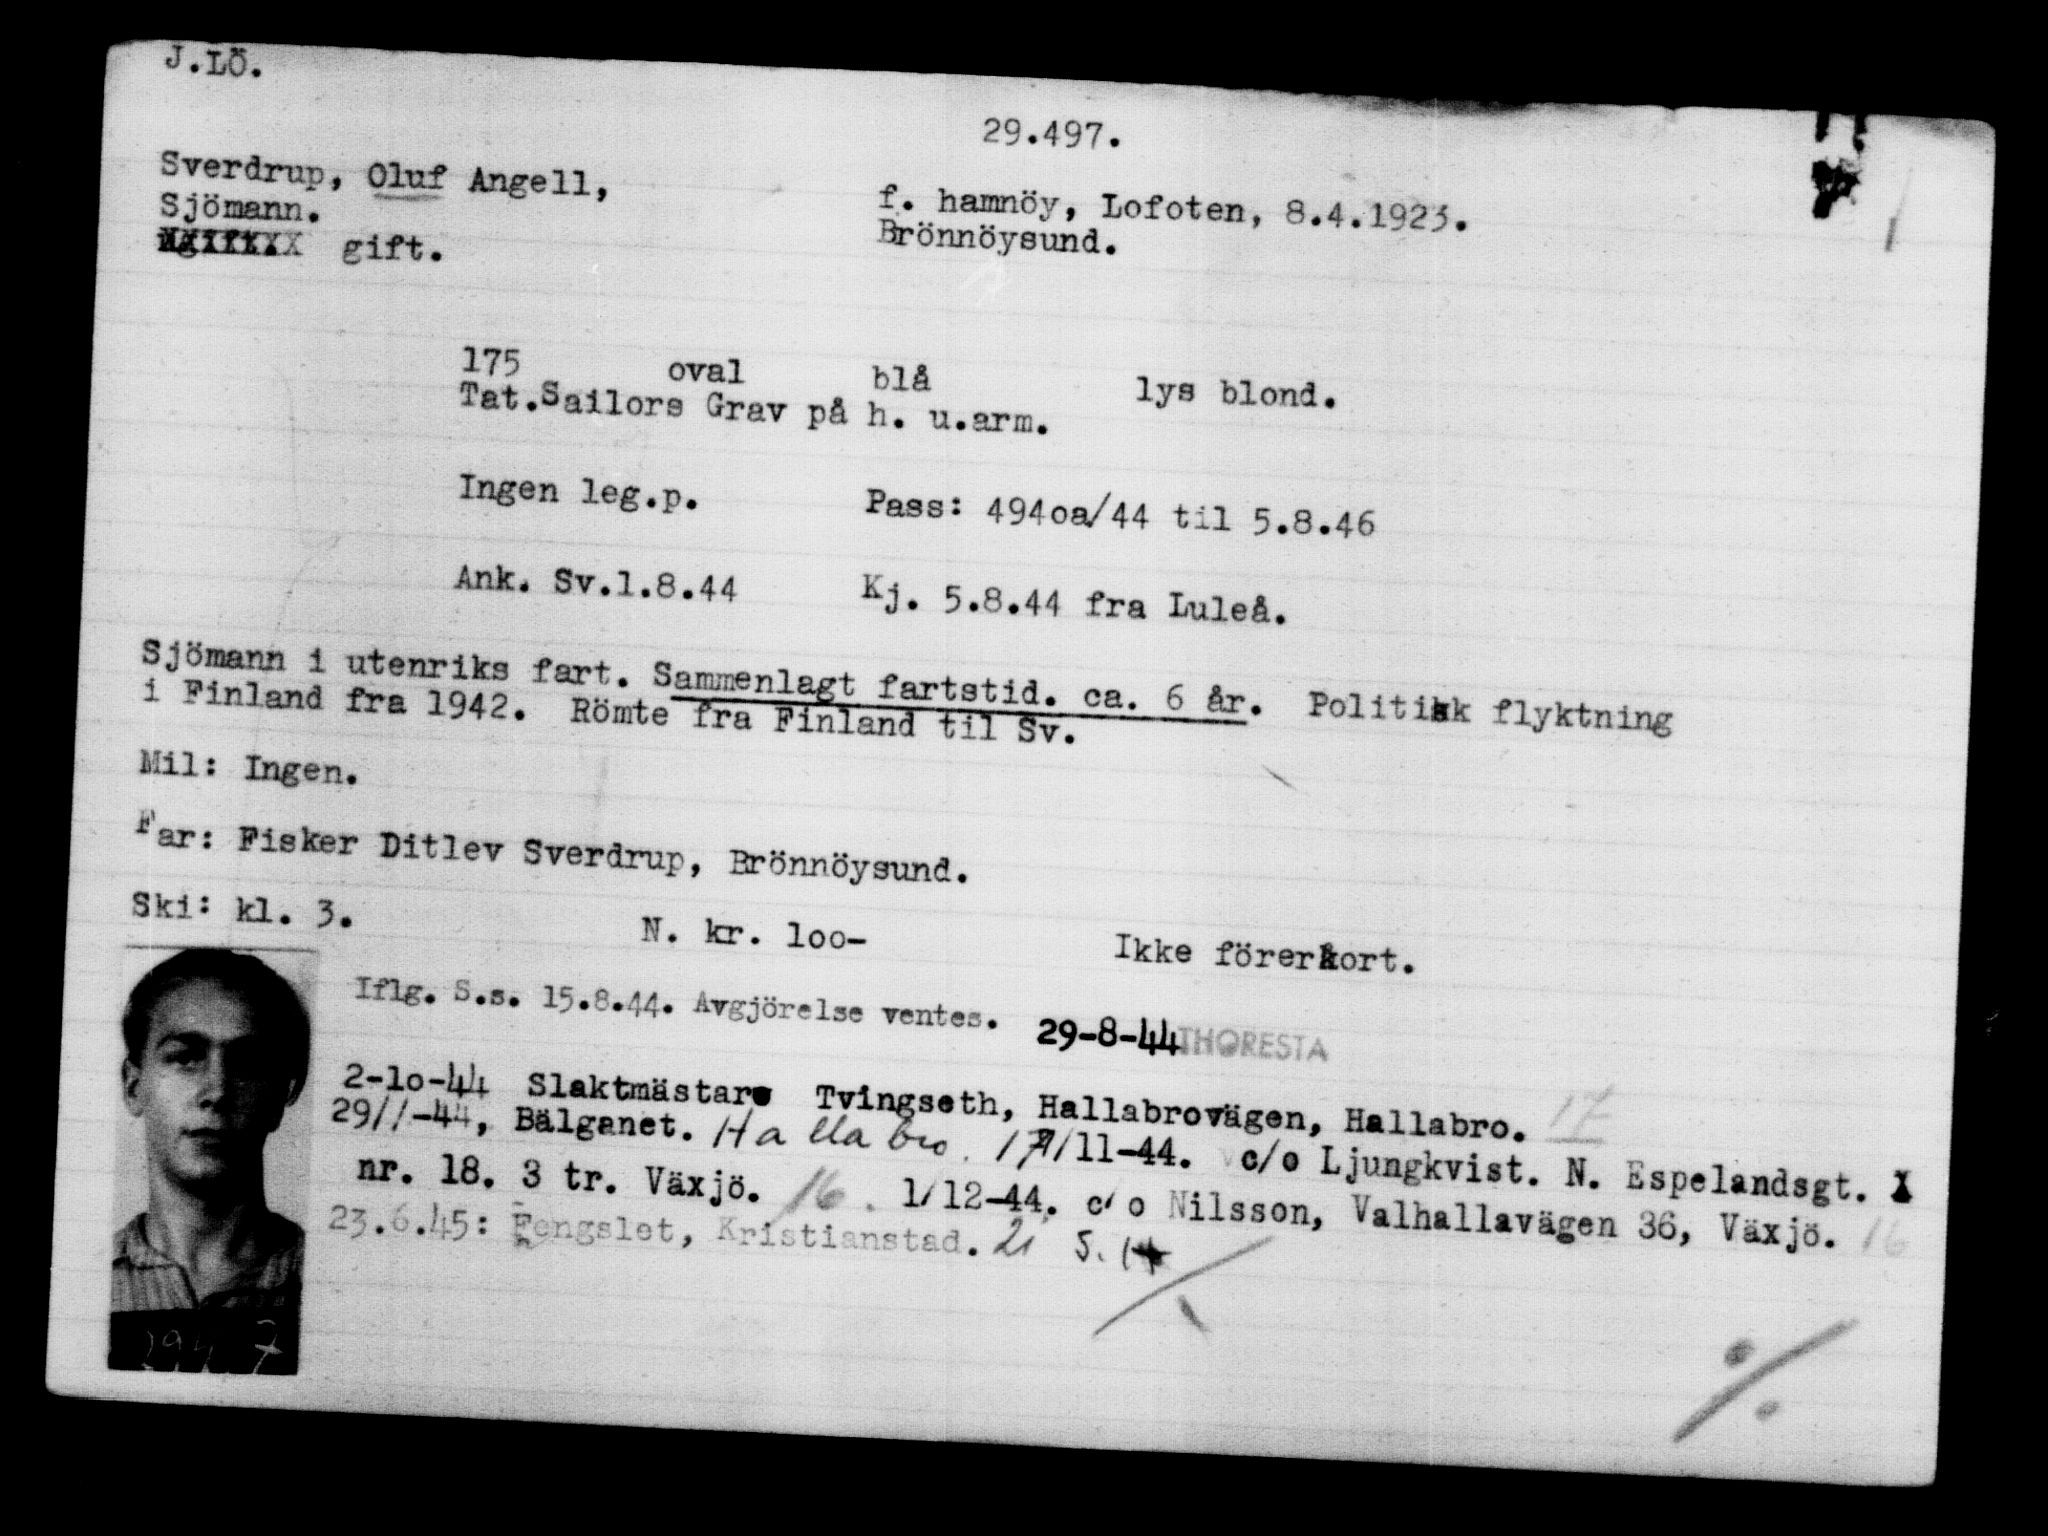 J.LÖ.
29.497.
Sverdrup, Oluf Angell,
f. hamnöy, Lofoten, 8.4.1923.
Sjömann.
Brönnöysund.
gift.
175 oval blå lys blond.
Tat.Sailors Grav på h. u.arm.
Ingen leg.p. Pass: 494oa/44 til 5.8.46
Ank. Sv.1.8.44 Kj. 5.8.44 fra Luleå.
Sjömann i utenriks fart. Sammenlagt fartstid. ca. 6 år. Politisk flyktning
i Finland fra 1942. Römte fra Finland til Sv.
Mil: Ingen.
Far: Fisker Ditlev Sverdrup, Brönnöysund.
Ski: kl. 3. N. kr. loo- Ikke förerkort.
Iflg. S.s. 15.8.44. Avgjörelse ventes. 29-8-44 THORESTA
2-lo-44 Slaktmästare Tvingseth, Hallabrovägen, Hallabro. 17
29//-44, Bälganet. Hallabro. 17/11-44. c/o Ljungkvist. N. Espelandsgt.
nr. 18. 3 tr. Växjö. 16. 1/12-44. c/o Nilsson, Valhallavägen 36, Växjö. 16
23.6.45: Fengslet, Kristianstad. 21